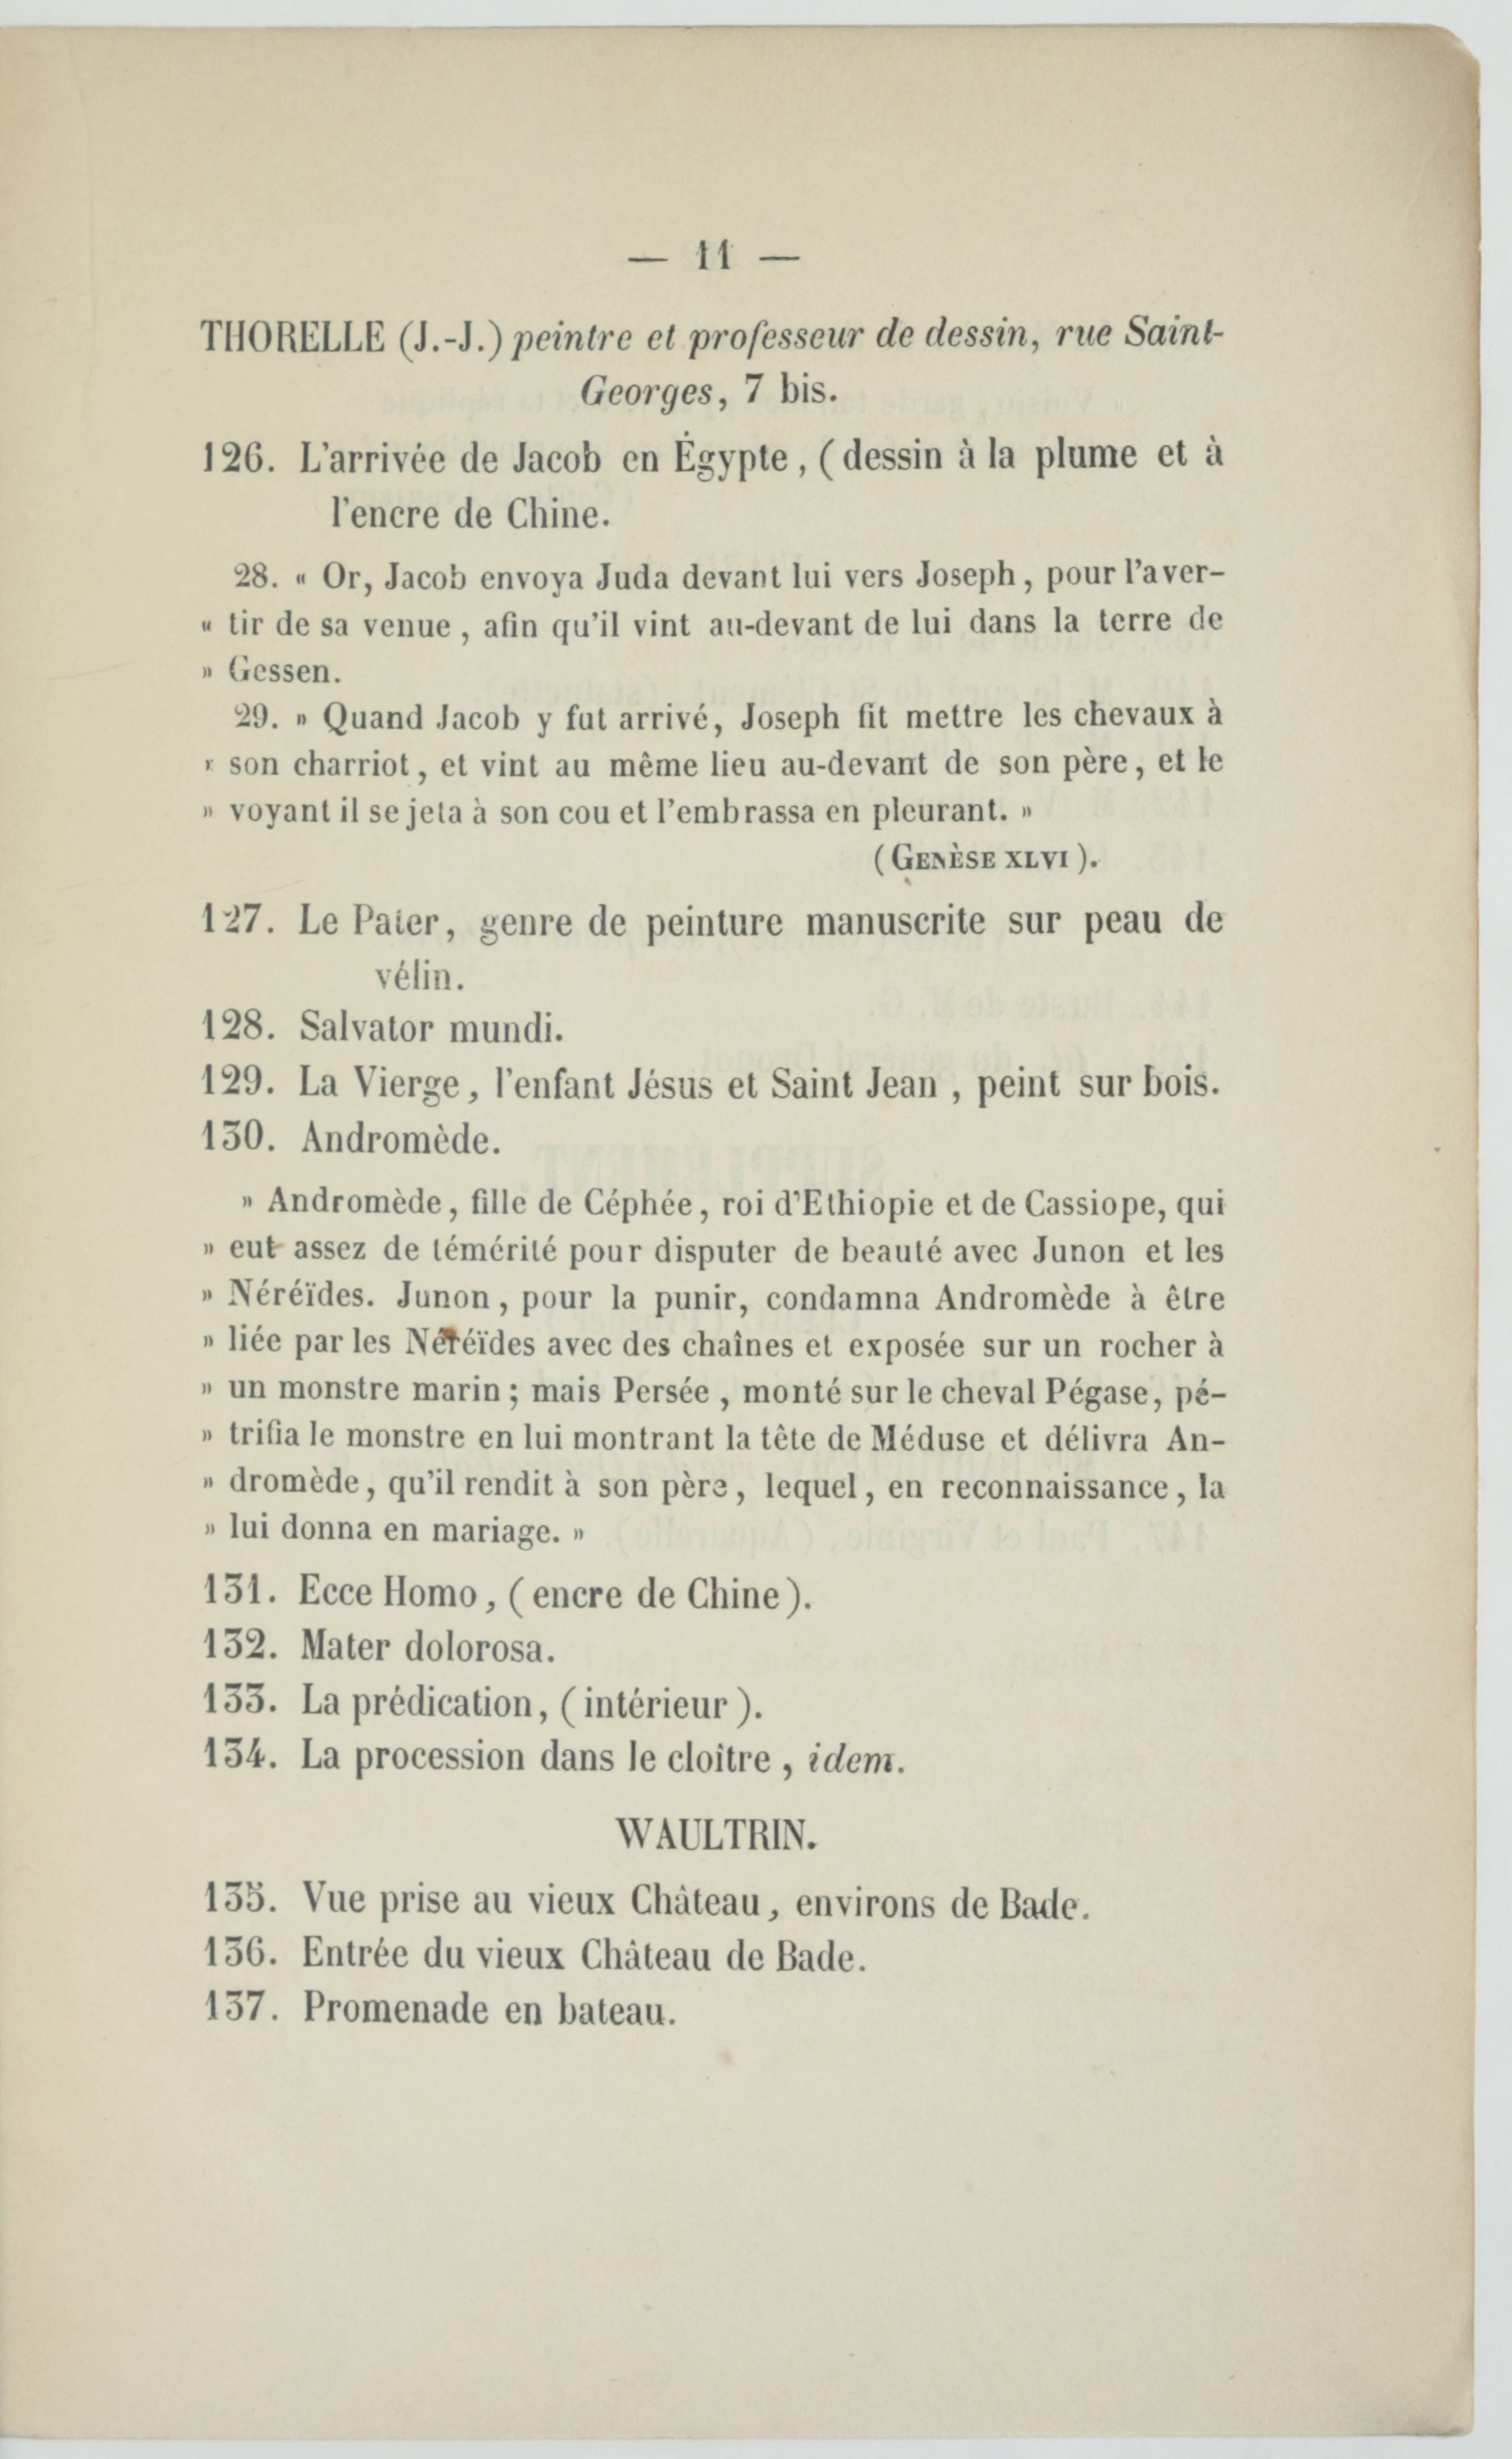 — 11 —
THORELLE (J.-J.) peintre et professeur de dessin, rue Saint-
Georges, 7 bis.
126. L'arrivée de Jacob en Égypte, (dessin à la plume et à
l'encre de Chine.
28. « Or, Jacob envoya Juda devant lui vers Joseph, pour l'aver-
« tir de sa venue, afin qu'il vint au-devant de lui dans la terre de
» Gessen.
29. » Quand Jacob y fut arrivé, Joseph fit mettre les chevaux à
» son charriot, et vint au même lieu au-devant de son père, et le
» voyant il se jeta à son cou et l'embrassa en pleurant. »
(GENÈSE XLVI).
127. Le Pater, genre de peinture manuscrite sur peau de
vélin.
128. Salvator mundi.
129. La Vierge, l'enfant Jésus et Saint Jean, peint sur bois.
130. Andromède.
» Andromède, fille de Céphée, roi d'Ethiopie et de Cassiope, qui
» eut assez de témérité pour disputer de beauté avec Junon et les
» Néréïdes. Junon, pour la punir, condamna Andromède à être
» liée par les Néréïdes avec des chaînes et exposée sur un rocher à
» un monstre marin; mais Persée, monté sur le cheval Pégase, pé-
» trifia le monstre en lui montrant la tête de Méduse et délivra An-
» dromède, qu'il rendit à son père, lequel, en reconnaissance, la
» lui donna en mariage. »
131. Ecce Homo, (encre de Chine).
132. Mater dolorosa.
133. La prédication, (intérieur).
134. La procession dans le cloître, idem.
WAULTRIN.
135. Vue prise au vieux Château, environs de Bade.
136. Entrée du vieux Château de Bade.
137. Promenade en bateau.